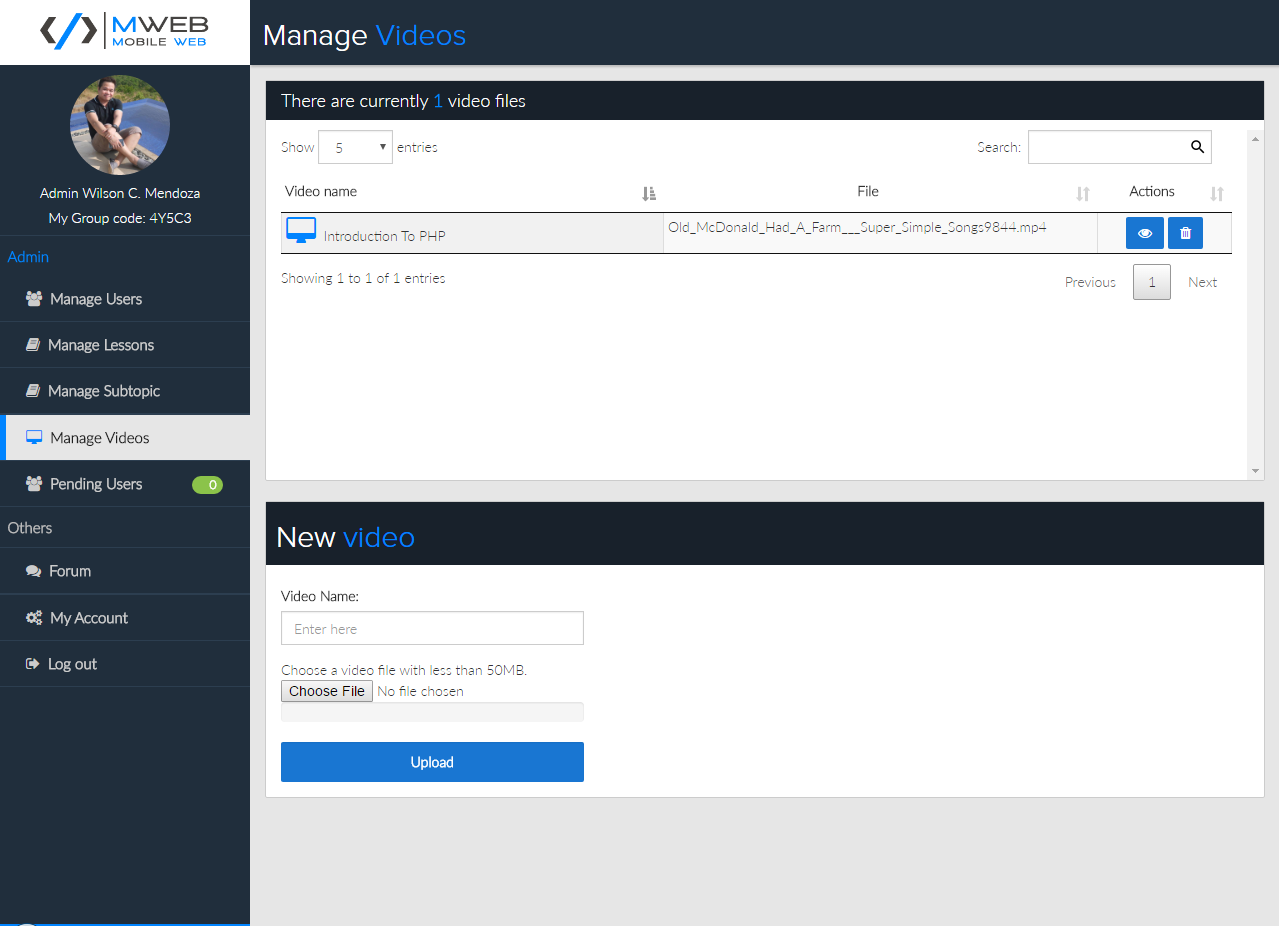 MWEB
MOBILE WEB
Manage Videos
Admin Wilson C. Mendoza
My Group code: 4Y5C3
Admin
Manage Users
Manage Lessons
Manage Subtopic
Manage Videos
Pending Users 0
Others
Forum
My Account
Log out
There are currently 1 video files
Show 5 entries Search:
Video name File Actions
Introduction To PHP Old_McDonald_Had_A_Farm___Super_Simple_Songs9844.mp4
Showing 1 to 1 of 1 entries Previous 1 Next
New video
Video Name:
Enter here
Choose a video file with less than 50MB.
Choose File No file chosen
Upload